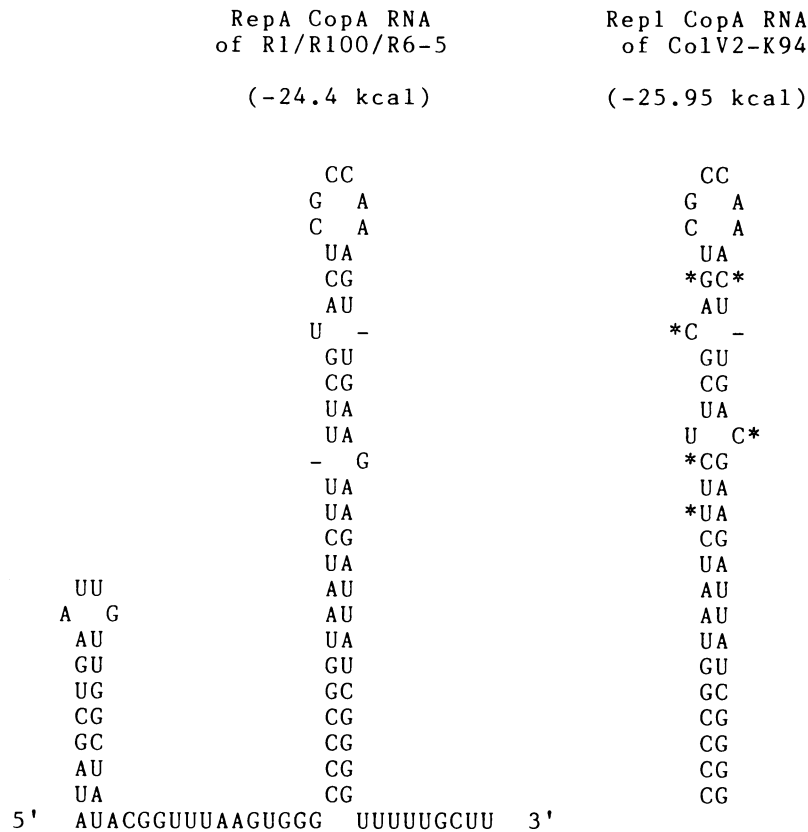 RepA CopA RNA    RepI CopA RNA
of R1/R100/R6-5    of ColV2-K94
(-24.4 kcal)    (-25.95 kcal)
CC    CC
G A    G A
C A    C A
UA    UA
CG    *GC*
AU    AU
U –    *C –
GU    GU
CG    CG
UA    UA
UA    U C*
– G    *CG
UA    UA
UA    *UA
CG    CG
UA    UA
UU    AU    AU
A G    AU    AU
AU    UA    UA
GU    GU    GU
UG    GC    GC
CG    CG    CG
GC    CG    CG
AU    CG    CG
UA    CG    CG
5' AUACGGUUUAAGUGGG UUUUUGCUU 3'